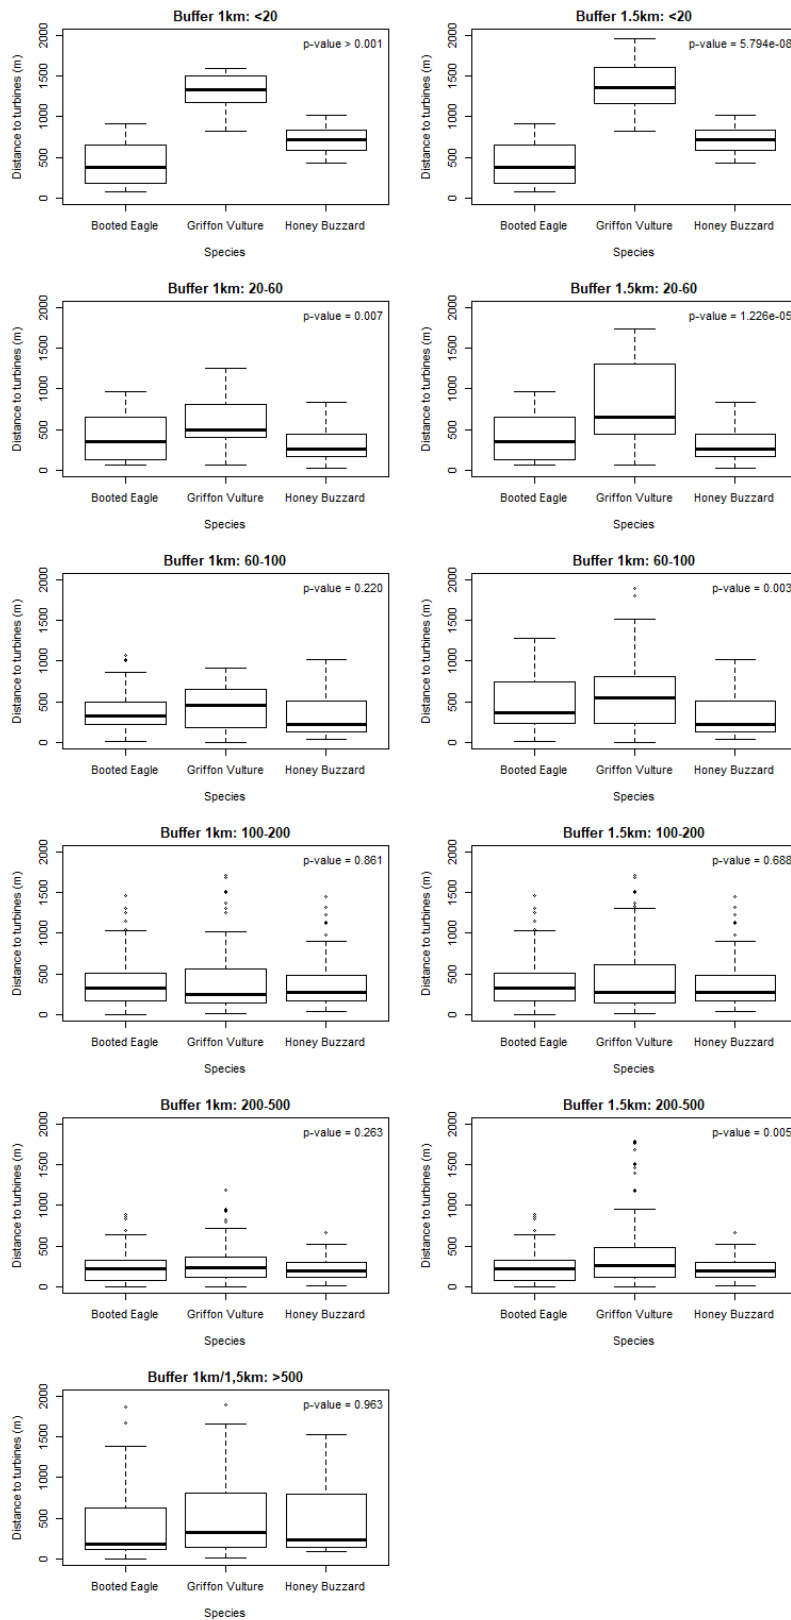 Buffer 1km: <20
p-value > 0.001
Distance to turbines (m)
0 500 1000 1500 2000
Booted Eagle Griffon Vulture Honey Buzzard
Species
Buffer 1.5km: <20
p-value = 5.794e-08
Distance to turbines (m)
0 500 1000 1500 2000
Booted Eagle Griffon Vulture Honey Buzzard
Species
Buffer 1km: 20-60
p-value = 0.007
Distance to turbines (m)
0 500 1000 1500 2000
Booted Eagle Griffon Vulture Honey Buzzard
Species
Buffer 1.5km: 20-60
p-value = 1.226e-05
Distance to turbines (m)
0 500 1000 1500 2000
Booted Eagle Griffon Vulture Honey Buzzard
Species
Buffer 1km: 60-100
p-value = 0.220
Distance to turbines (m)
0 500 1000 1500 2000
Booted Eagle Griffon Vulture Honey Buzzard
Species
Buffer 1km: 60-100
p-value = 0.003
Distance to turbines (m)
0 500 1000 1500 2000
Booted Eagle Griffon Vulture Honey Buzzard
Species
Buffer 1km: 100-200
p-value = 0.861
Distance to turbines (m)
0 500 1000 1500 2000
Booted Eagle Griffon Vulture Honey Buzzard
Species
Buffer 1.5km: 100-200
p-value = 0.688
Distance to turbines (m)
0 500 1000 1500 2000
Booted Eagle Griffon Vulture Honey Buzzard
Species
Buffer 1km: 200-500
p-value = 0.263
Distance to turbines (m)
0 500 1000 1500 2000
Booted Eagle Griffon Vulture Honey Buzzard
Species
Buffer 1.5km: 200-500
p-value = 0.005
Distance to turbines (m)
0 500 1000 1500 2000
Booted Eagle Griffon Vulture Honey Buzzard
Species
Buffer 1km/1,5km: >500
p-value = 0.963
Distance to turbines (m)
0 500 1000 1500 2000
Booted Eagle Griffon Vulture Honey Buzzard
Species